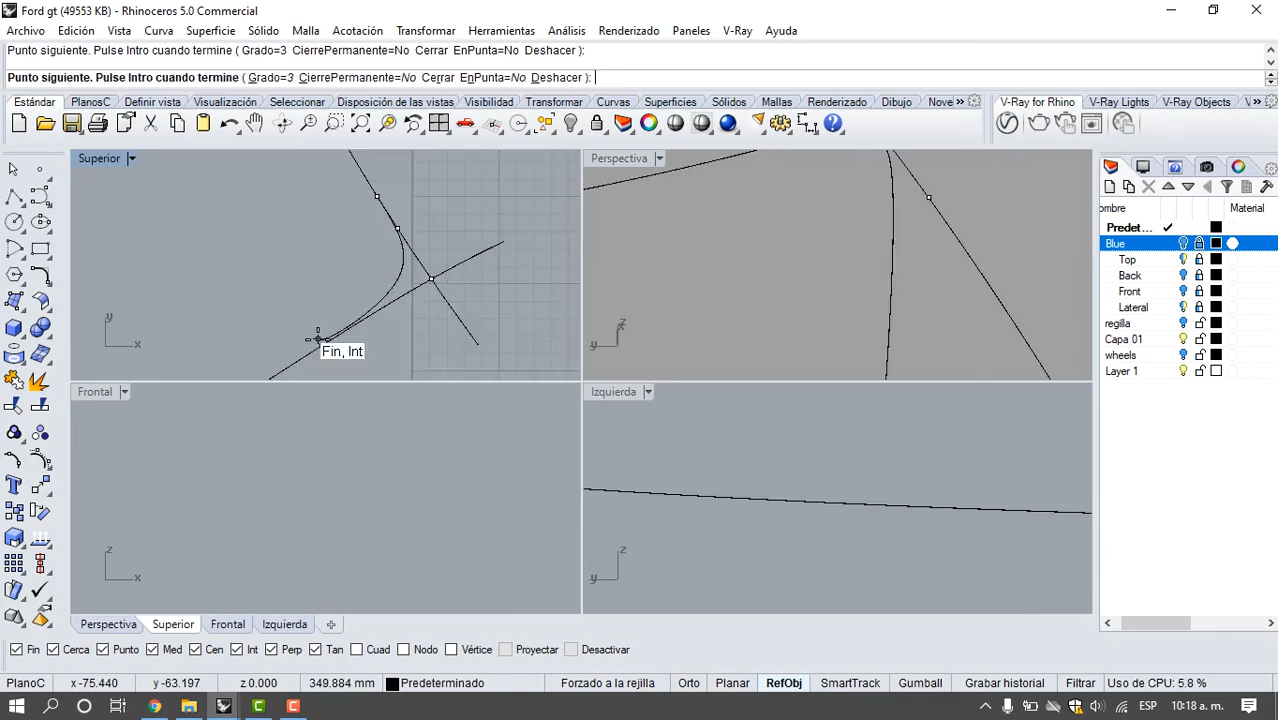 Ford gt (49553 KB) - Rhinoceros 5.0 Commercial
Archivo Edición Vista Curva Superficie Sólido Malla Acotación Transformar Herramientas Análisis Renderizado Paneles V-Ray Ayuda
Punto siguiente. Pulse Intro cuando termine ( Grado=3 CierrePermanente=No Cerrar EnPunta=No Deshacer ):
Punto siguiente. Pulse Intro cuando termine ( Grado=3 CierrePermanente=No Cerrar EnPunta=No Deshacer ):
Estándar PlanosC Definir vista Visualización Seleccionar Disposición de las vistas Visibilidad Transformar Curvas Superficies Sólidos Mallas Renderizado Dibujo Nove » V-Ray for Rhino V-Ray Lights V-Ray Objects V »
Superior Perspectiva
ombre Material
Predet...
Blue
Top
Back
Front
Lateral
regilla
Capa 01
wheels
Layer 1
Fin, Int
y x
z y
Frontal Izquierda
z x
z y
Perspectiva Superior Frontal Izquierda
Fin Cerca Punto Med Cen Int Perp Tan Cuad Nodo Vértice Proyectar Desactivar
PlanoC x -75.440 y -63.197 z 0.000 349.884 mm Predeterminado Forzado a la rejilla Orto Planar RefObj SmartTrack Gumball Grabar historial Filtrar Uso de CPU: 5.8 %
ESP 10:18 a. m.